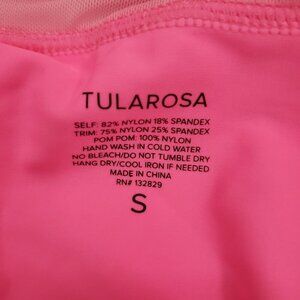 TULAROSA
SELF: 82% NYLON 18% SPANDEX
TRIM: 75% NYLON 25% SPANDEX
POM POM: 100% NYLON
HAND WASH IN COLD WATER
NO BLEACH/DO NOT TUMBLE DRY
HANG DRY/COOL IRON IF NEEDED
MADE IN CHINA
RN# 132829
S